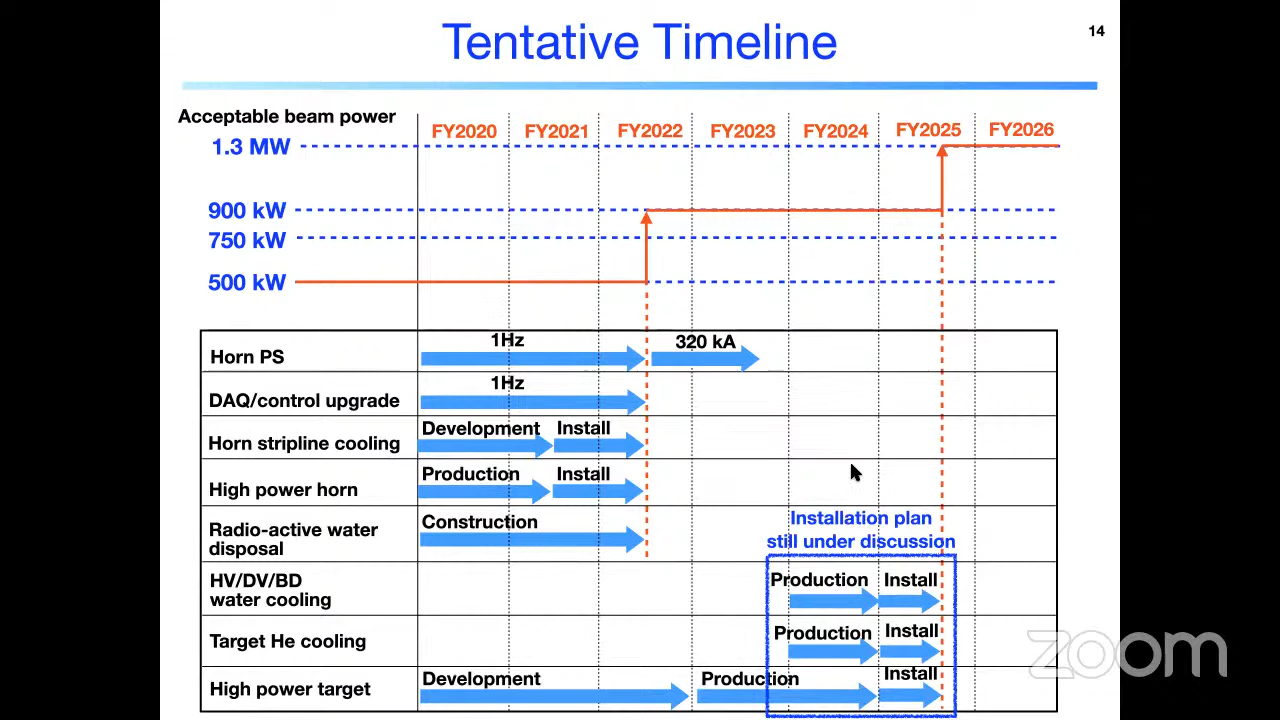 Tentative Timeline
14
Acceptable beam power
FY2020 FY2021 FY2022 FY2023 FY2024 FY2025 FY2026
1.3 MW
900 kW
750 kW
500 kW
1Hz 320 kA
Horn PS
1Hz
DAQ/control upgrade
Development Install
Horn stripline cooling
Production Install
High power horn
Construction
Radio-active water
disposal
Installation plan
still under discussion
HV/DV/BD
water cooling
Production Install
Target He cooling
Production Install
High power target
Development Production Install
zoom